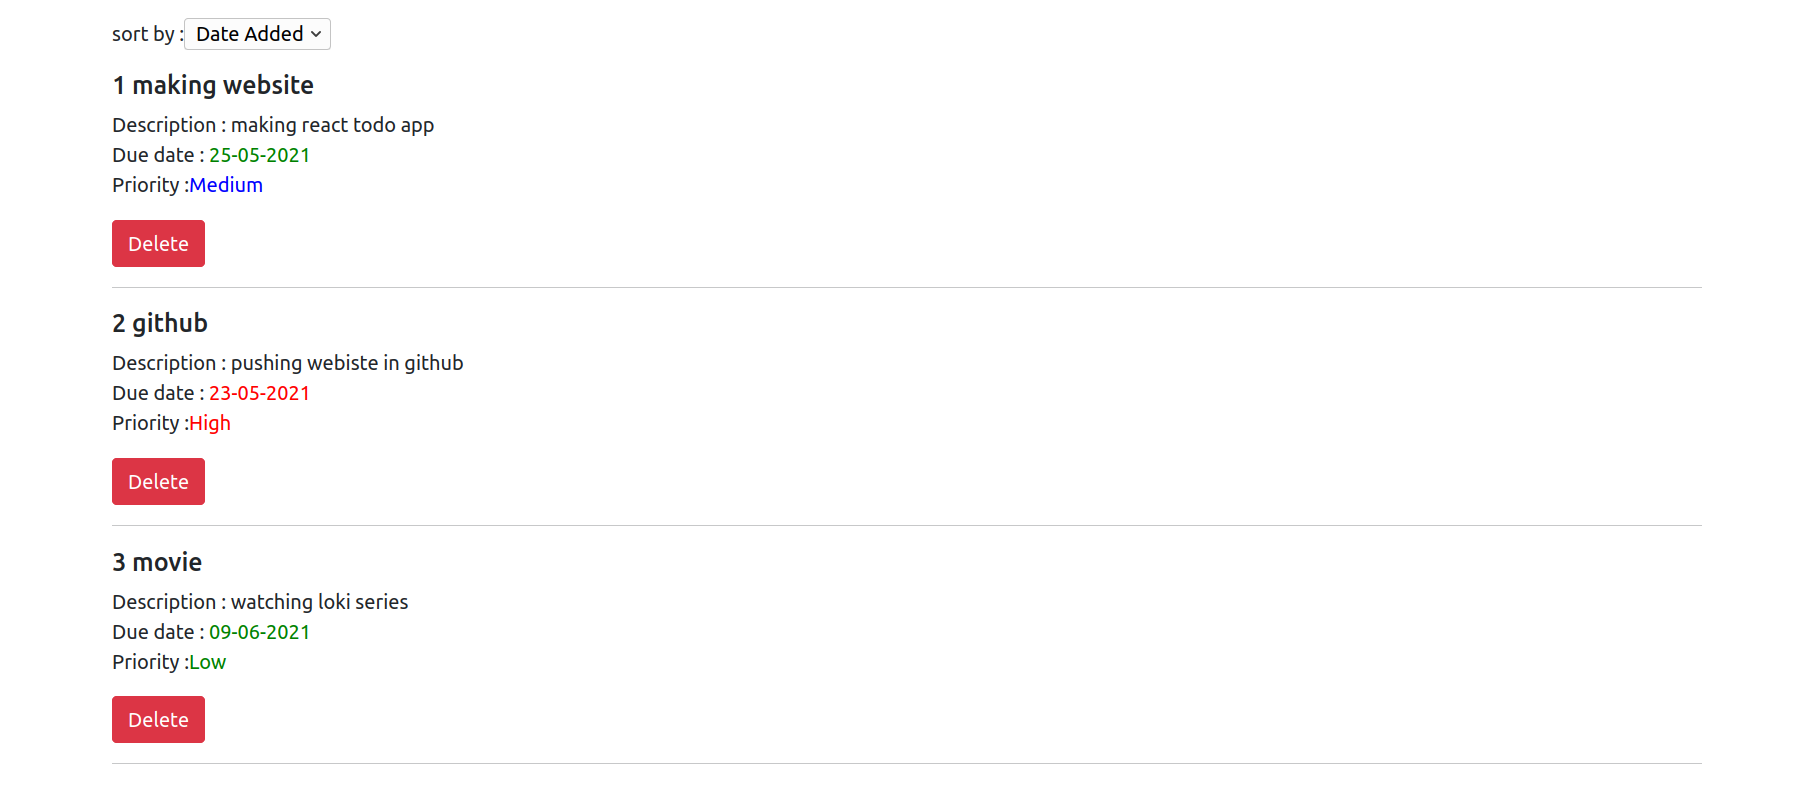 sort by : Date Added
1 making website
Description : making react todo app
Due date : 25-05-2021
Priority :Medium
Delete
2 github
Description : pushing webiste in github
Due date : 23-05-2021
Priority :High
Delete
3 movie
Description : watching loki series
Due date : 09-06-2021
Priority :Low
Delete